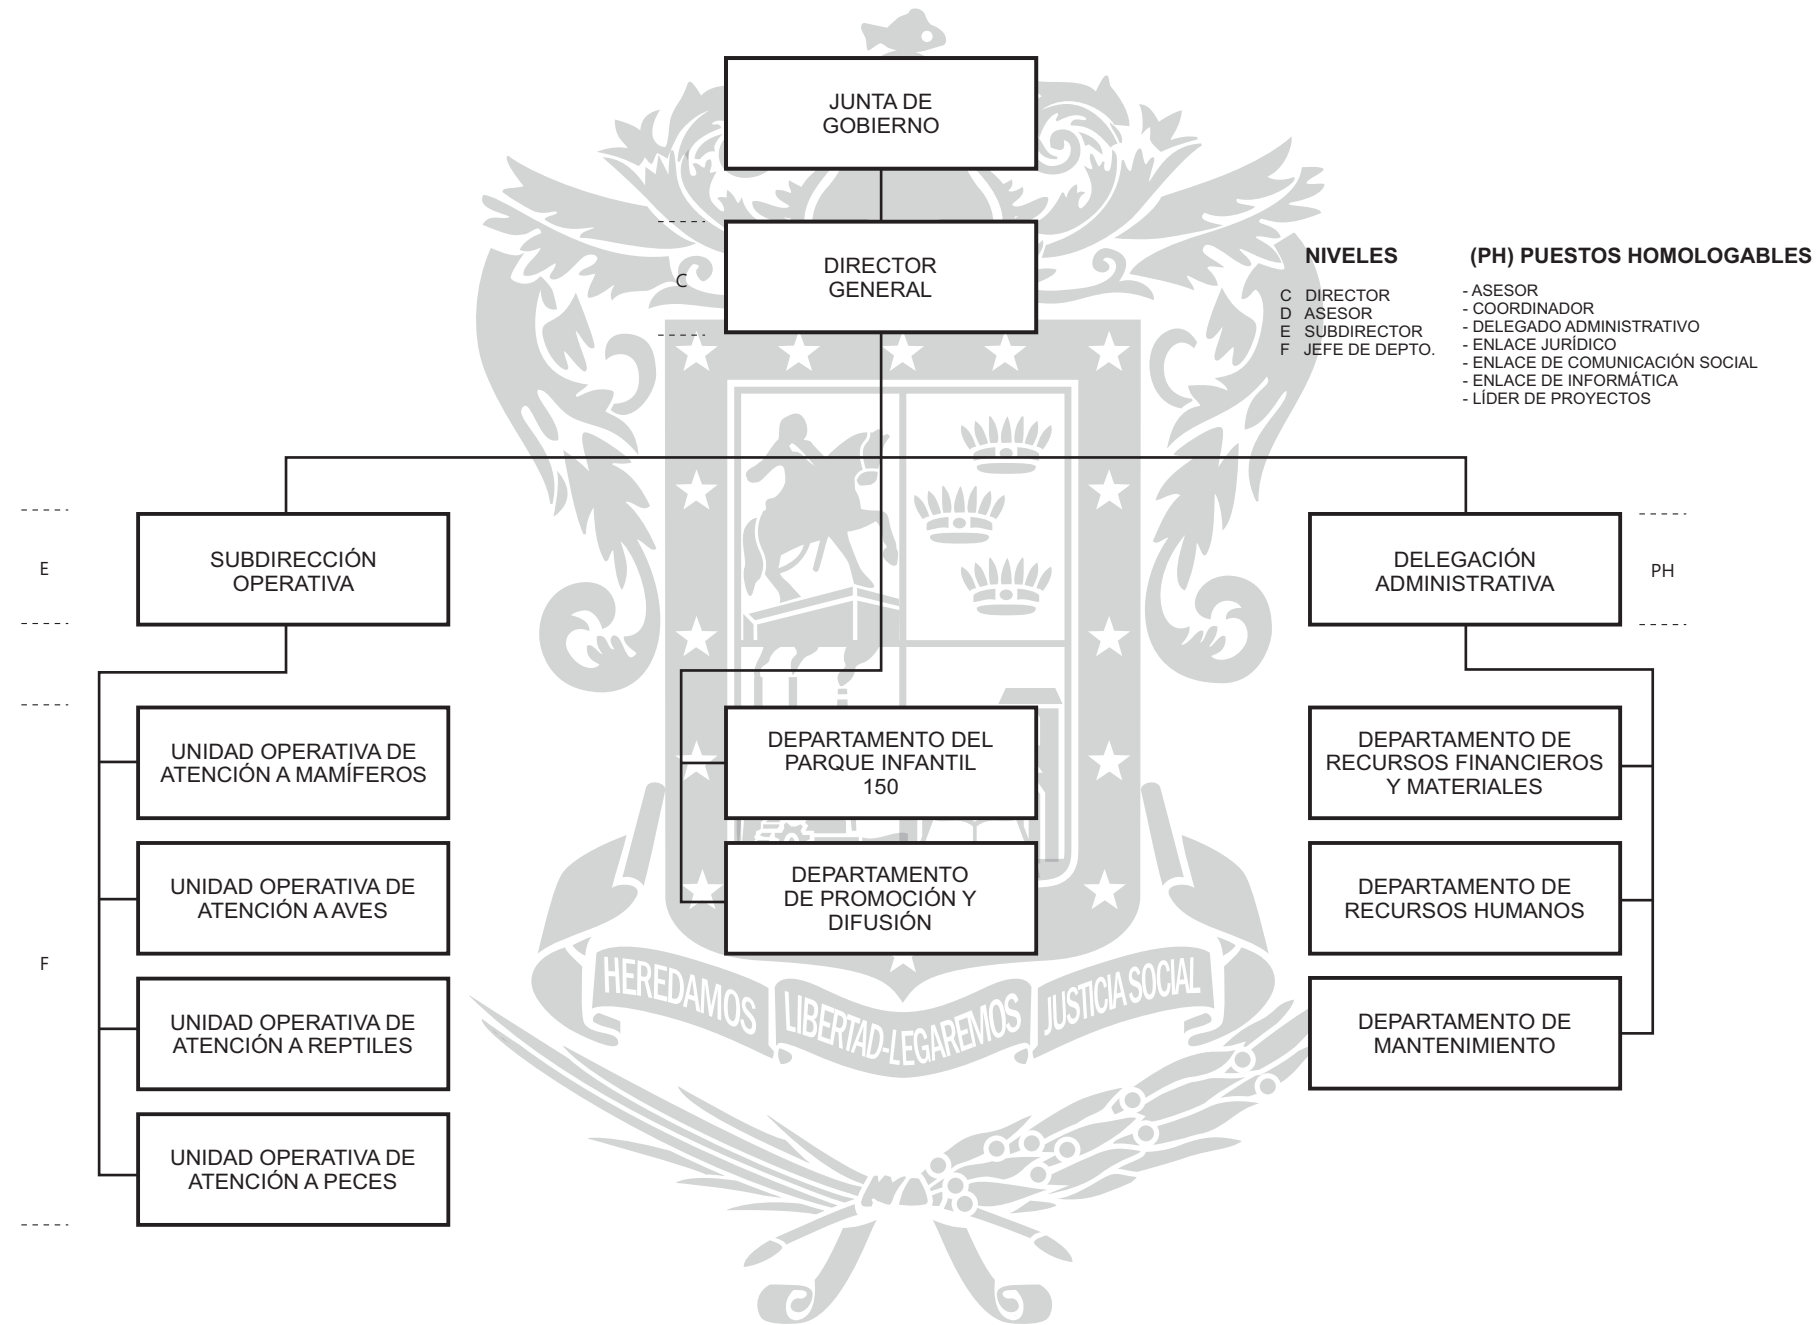 JUNTA DE
GOBIERNO
C
DIRECTOR
GENERAL
NIVELES
C DIRECTOR
D ASESOR
E SUBDIRECTOR
F JEFE DE DEPTO.
(PH) PUESTOS HOMOLOGABLES
- ASESOR
- COORDINADOR
- DELEGADO ADMINISTRATIVO
- ENLACE JURÍDICO
- ENLACE DE COMUNICACIÓN SOCIAL
- ENLACE DE INFORMÁTICA
- LÍDER DE PROYECTOS
E
SUBDIRECCIÓN
OPERATIVA
DELEGACIÓN
ADMINISTRATIVA
PH
F
UNIDAD OPERATIVA DE
ATENCIÓN A MAMÍFEROS
UNIDAD OPERATIVA DE
ATENCIÓN A AVES
UNIDAD OPERATIVA DE
ATENCIÓN A REPTILES
UNIDAD OPERATIVA DE
ATENCIÓN A PECES
DEPARTAMENTO DEL
PARQUE INFANTIL
150
DEPARTAMENTO
DE PROMOCIÓN Y
DIFUSIÓN
DEPARTAMENTO DE
RECURSOS FINANCIEROS
Y MATERIALES
DEPARTAMENTO DE
RECURSOS HUMANOS
DEPARTAMENTO DE
MANTENIMIENTO
HEREDAMOS LIBERTAD-LEGAREMOS JUSTICIA SOCIAL